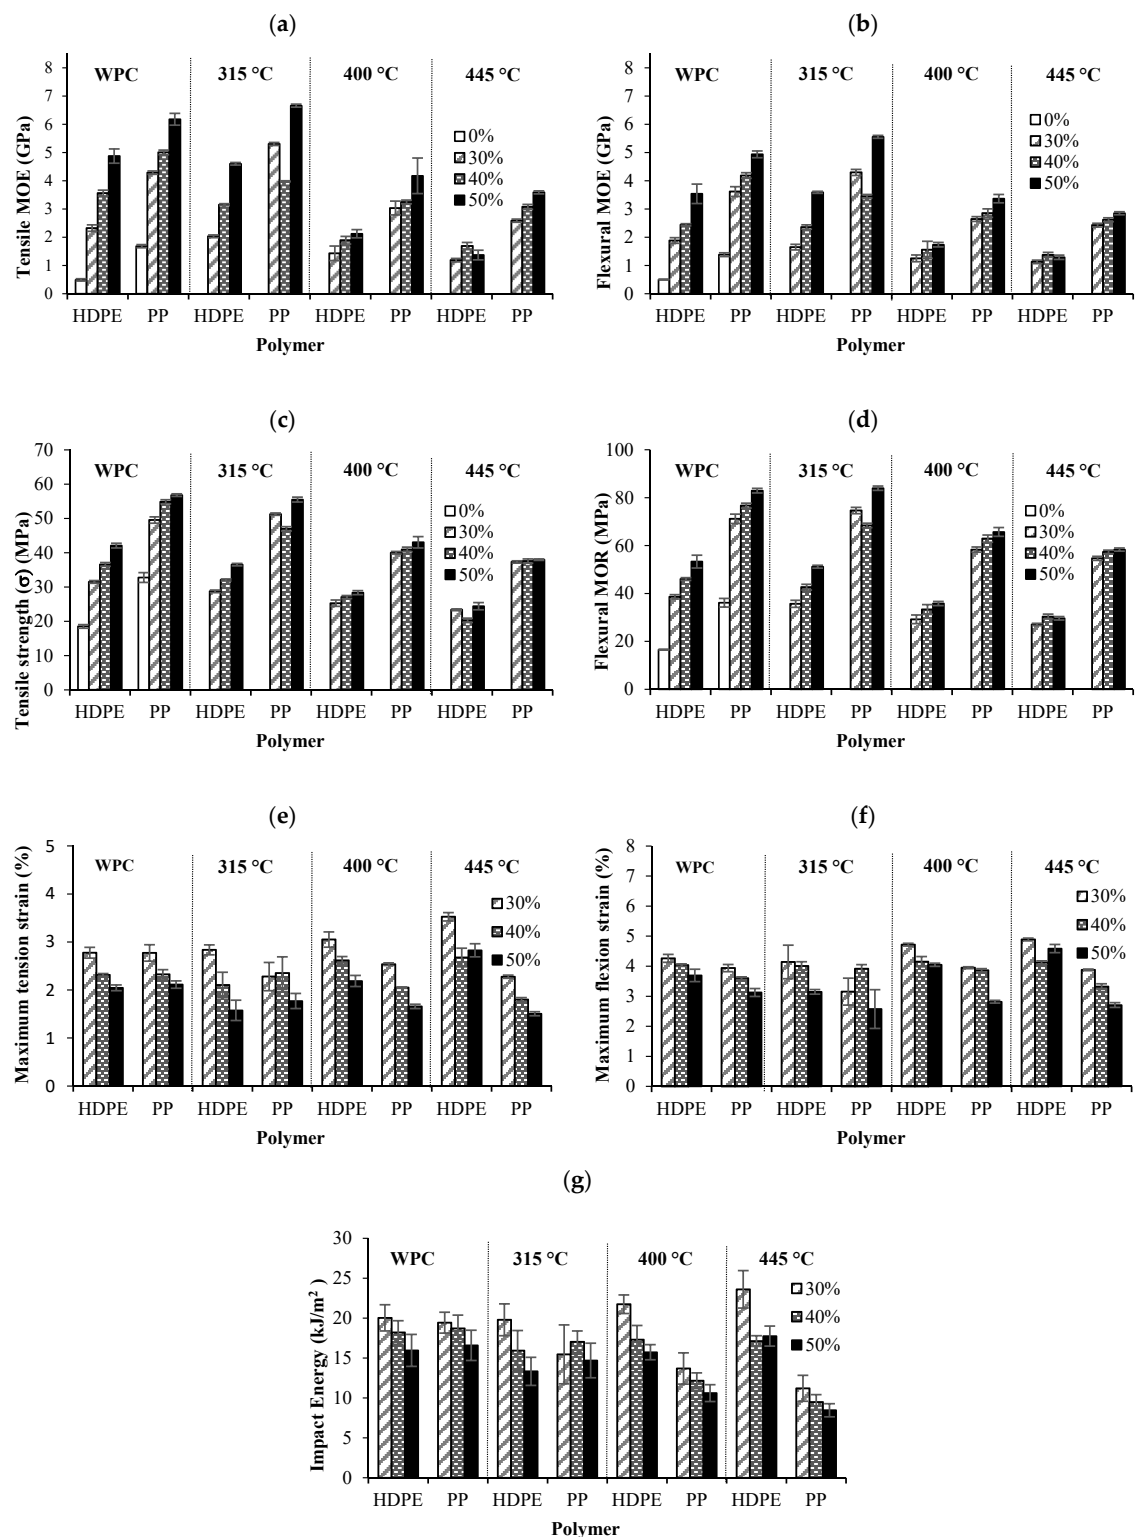 (a)
8
7
6
5
4
3
2
1
0
Tensile MOE (GPa)
WPC
315 °C
400 °C
445 °C
0%
30%
40%
50%
HDPE PP HDPE PP HDPE PP HDPE PP
Polymer
(b)
8
7
6
5
4
3
2
1
0
Flexural MOE (GPa)
WPC
315 °C
400 °C
445 °C
0%
30%
40%
50%
HDPE PP HDPE PP HDPE PP HDPE PP
Polymer
(c)
70
60
50
40
30
20
10
0
Tensile strength (σ) (MPa)
WPC
315 °C
400 °C
445 °C
0%
30%
40%
50%
HDPE PP HDPE PP HDPE PP HDPE PP
Polymer
(d)
100
80
60
40
20
0
Flexural MOR (MPa)
WPC
315 °C
400 °C
445 °C
0%
30%
40%
50%
HDPE PP HDPE PP HDPE PP HDPE PP
Polymer
(e)
5
4
3
2
1
0
Maximum tension strain (%)
WPC
315 °C
400 °C
445 °C
30%
40%
50%
HDPE PP HDPE PP HDPE PP HDPE PP
Polymer
(f)
8
7
6
5
4
3
2
1
0
Maximum flexion strain (%)
WPC
315 °C
400 °C
445 °C
30%
40%
50%
HDPE PP HDPE PP HDPE PP HDPE PP
Polymer
(g)
30
25
20
15
10
5
0
Impact Energy (kJ/m² )
WPC
315 °C
400 °C
445 °C
30%
40%
50%
HDPE PP HDPE PP HDPE PP HDPE PP
Polymer